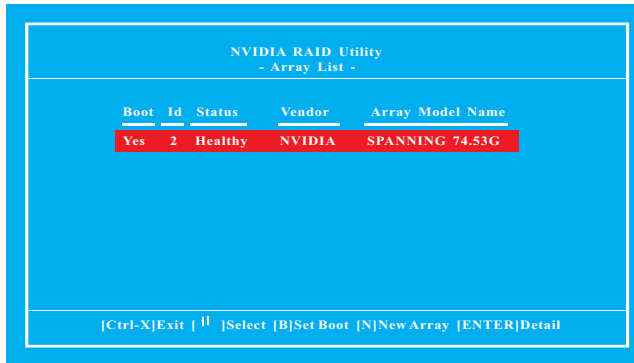 NVIDIA RAID Utility
- Array List -
Boot Id Status Vendor Array Model Name
Yes 2 Healthy NVIDIA SPANNING 74.53G
[Ctrl-X]Exit [ ]Select [B]Set Boot [N]New Array [ENTER]Detail